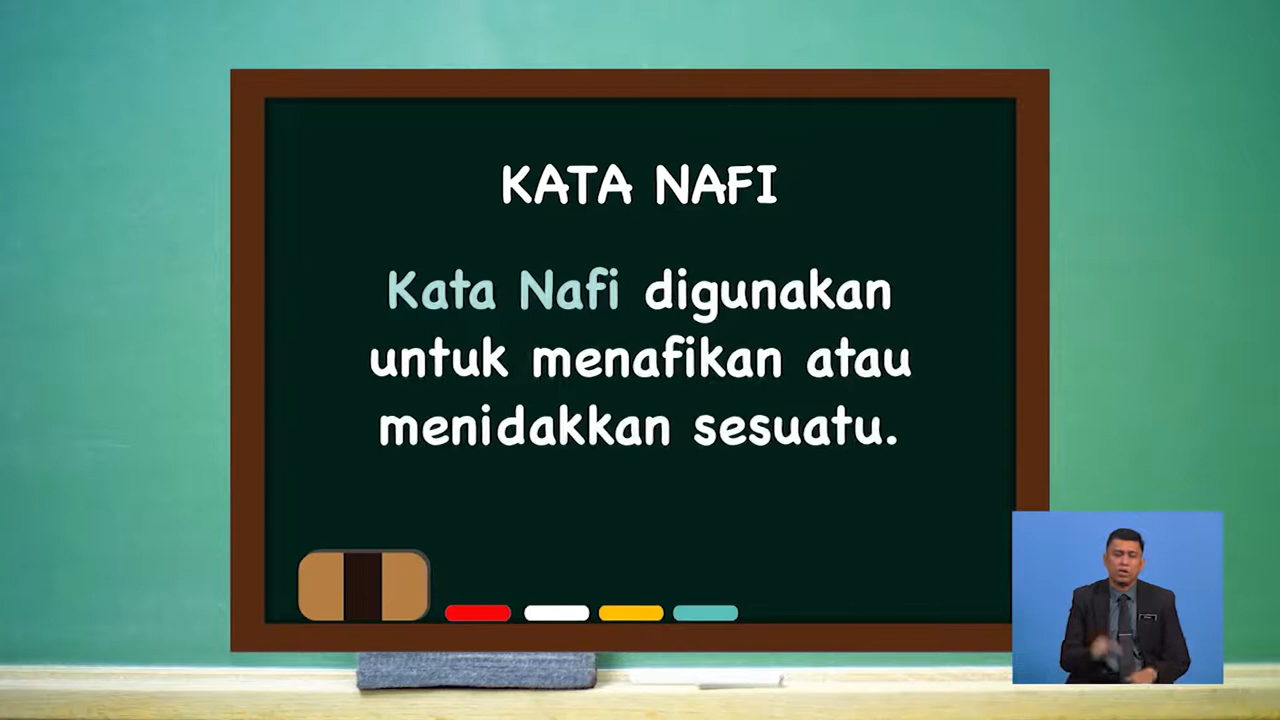 KATA NAFI
Kata Nafi digunakan
untuk menafikan atau
menidakkan sesuatu.